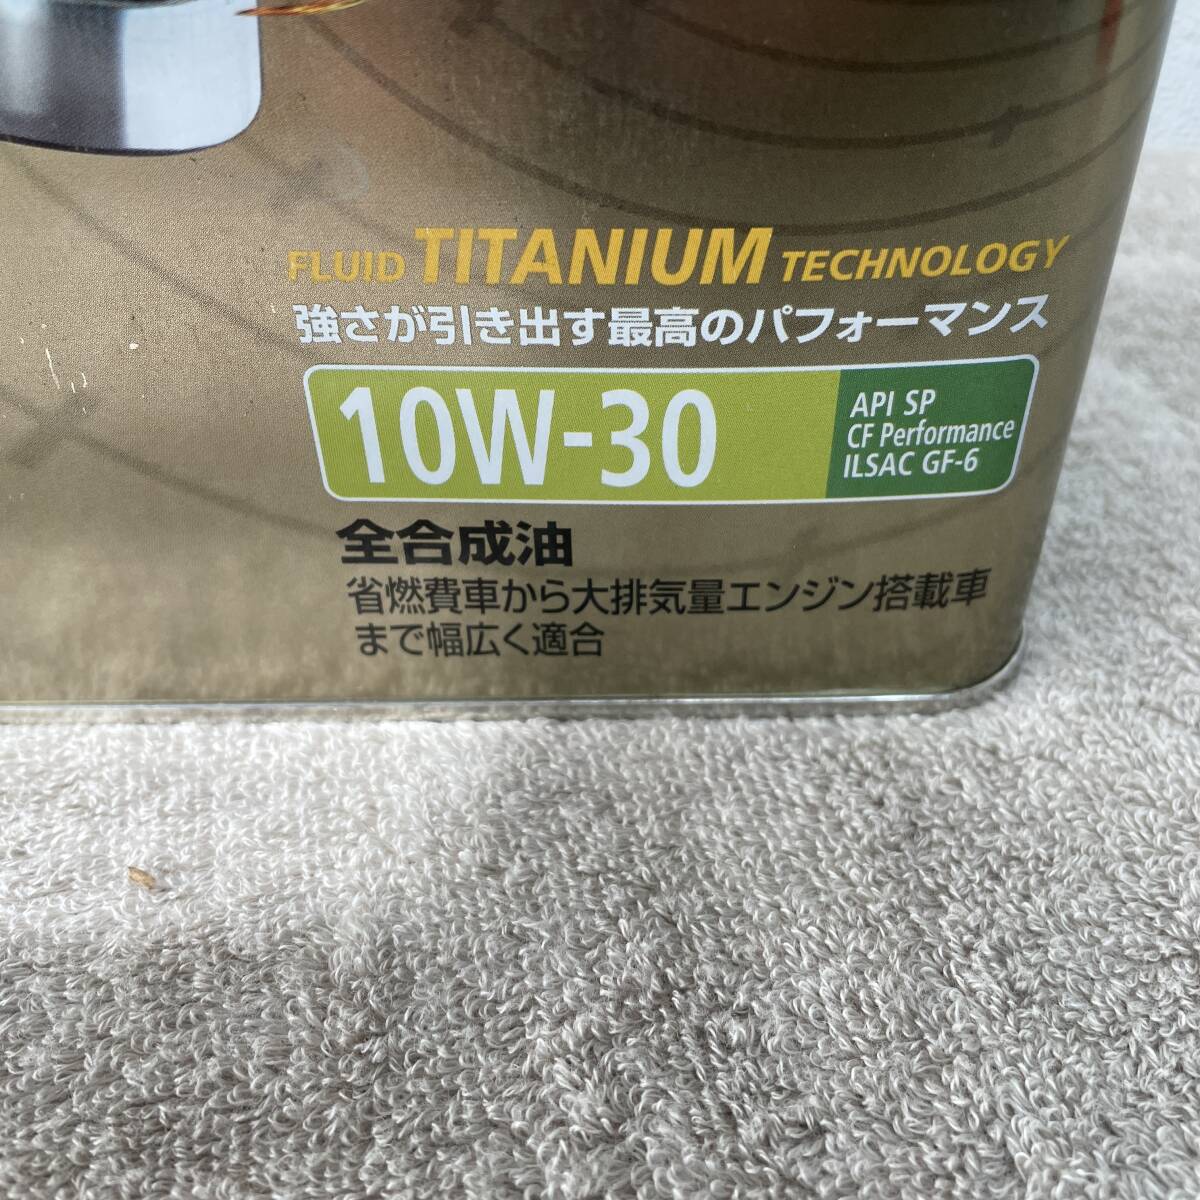 FLUID TITANIUM TECHNOLOGY
強さが引き出す最高のパフォーマンス
10W-30
API SP
CF Performance
ILSAC GF-6
全合成油
省燃費車から大排気量エンジン搭載車
まで幅広く適合